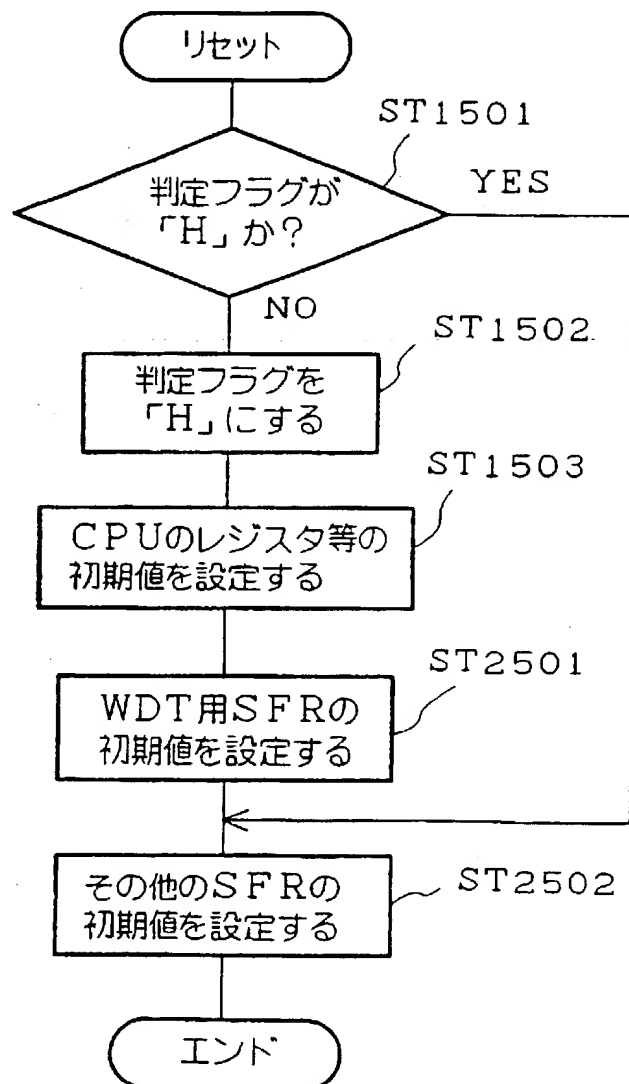 リセット
ST1501
判定フラグが
「H」か?
YES
NO
ST1502
判定フラグを
「H」にする
ST1503
CPUのレジスタ等の
初期値を設定する
ST2501
WDT用SFRの
初期値を設定する
その他のSFRの
初期値を設定する
ST2502
エンド